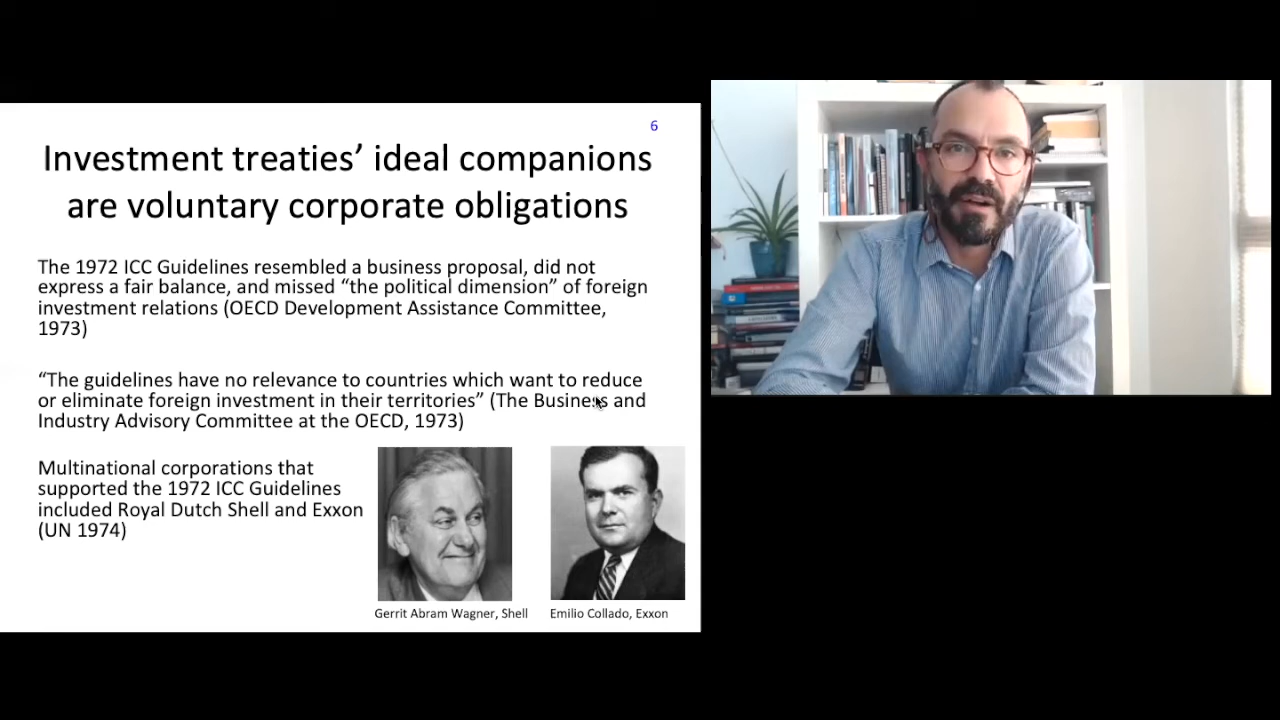 6
Investment treaties’ ideal companions
are voluntary corporate obligations
The 1972 ICC Guidelines resembled a business proposal, did not
express a fair balance, and missed “the political dimension” of foreign
investment relations (OECD Development Assistance Committee,
1973)
“The guidelines have no relevance to countries which want to reduce
or eliminate foreign investment in their territories” (The Business and
Industry Advisory Committee at the OECD, 1973)
Multinational corporations that
supported the 1972 ICC Guidelines
included Royal Dutch Shell and Exxon
(UN 1974)
Gerrit Abram Wagner, Shell
Emilio Collado, Exxon